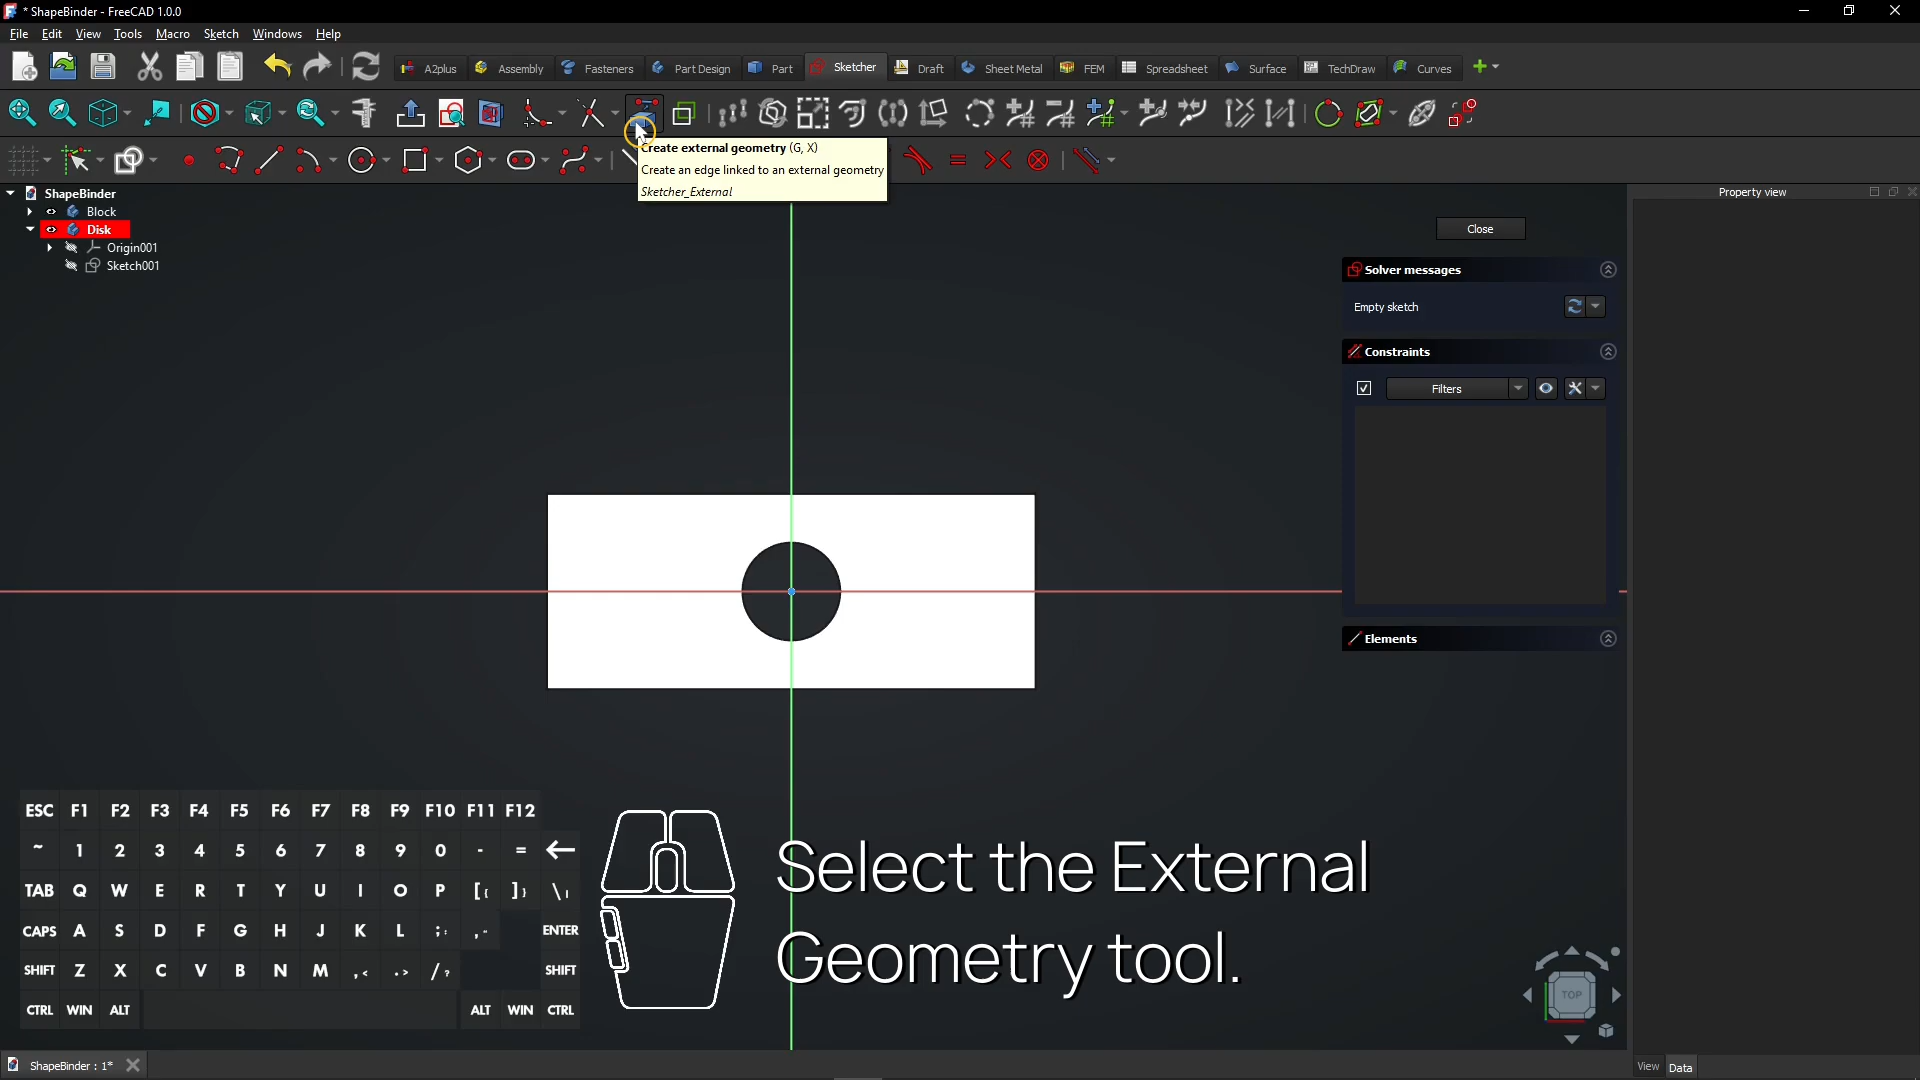 * ShapeBinder - FreeCAD 1.0.0
File Edit View Tools Macro Sketch Windows Help
A2plus Assembly Fasteners Part Design Part Sketcher Draft Sheet Metal FEM Spreadsheet Surface TechDraw Curves
Create external geometry (G, X)
Create an edge linked to an external geometry
Sketcher_External
ShapeBinder
Block
Disk
Origin001
Sketch001
Property view
Close
Solver messages
Empty sketch
Constraints
Filters
Elements
ESC F1 F2 F3 F4 F5 F6 F7 F8 F9 F10 F11 F12
~ 1 2 3 4 5 6 7 8 9 0 - =
TAB Q W E R T Y U I O P [{ ]} \|
CAPS A S D F G H J K L ;: ," ENTER
SHIFT Z X C V B N M ,< .> /? SHIFT
CTRL WIN ALT ALT WIN CTRL
Select the External
Geometry tool.
TOP
ShapeBinder : 1*
View Data